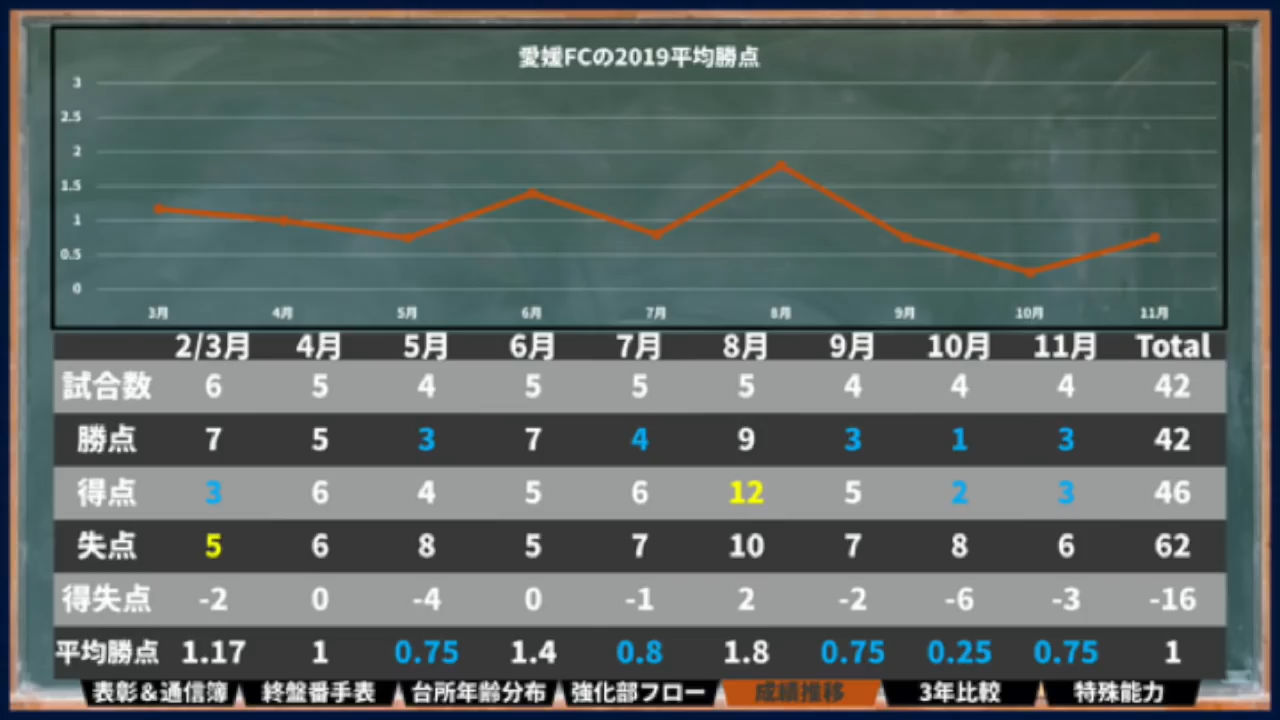 愛媛FCの2019平均勝点
3
2.5
2
1.5
1
0.5
0
3月 4月 5月 6月 7月 8月 9月 10月 11月
2/3月 4月 5月 6月 7月 8月 9月 10月 11月 Total
試合数 6 5 4 5 5 5 4 4 4 42
勝点 7 5 3 7 4 9 3 1 3 42
得点 3 6 4 5 6 12 5 2 3 46
失点 5 6 8 5 7 10 7 8 6 62
得失点 -2 0 -4 0 -1 2 -2 -6 -3 -16
平均勝点 1.17 1 0.75 1.4 0.8 1.8 0.75 0.25 0.75 1
表彰＆通信簿 終盤番手表 台所年齢分布 強化部フロー 成績推移 3年比較 特殊能力